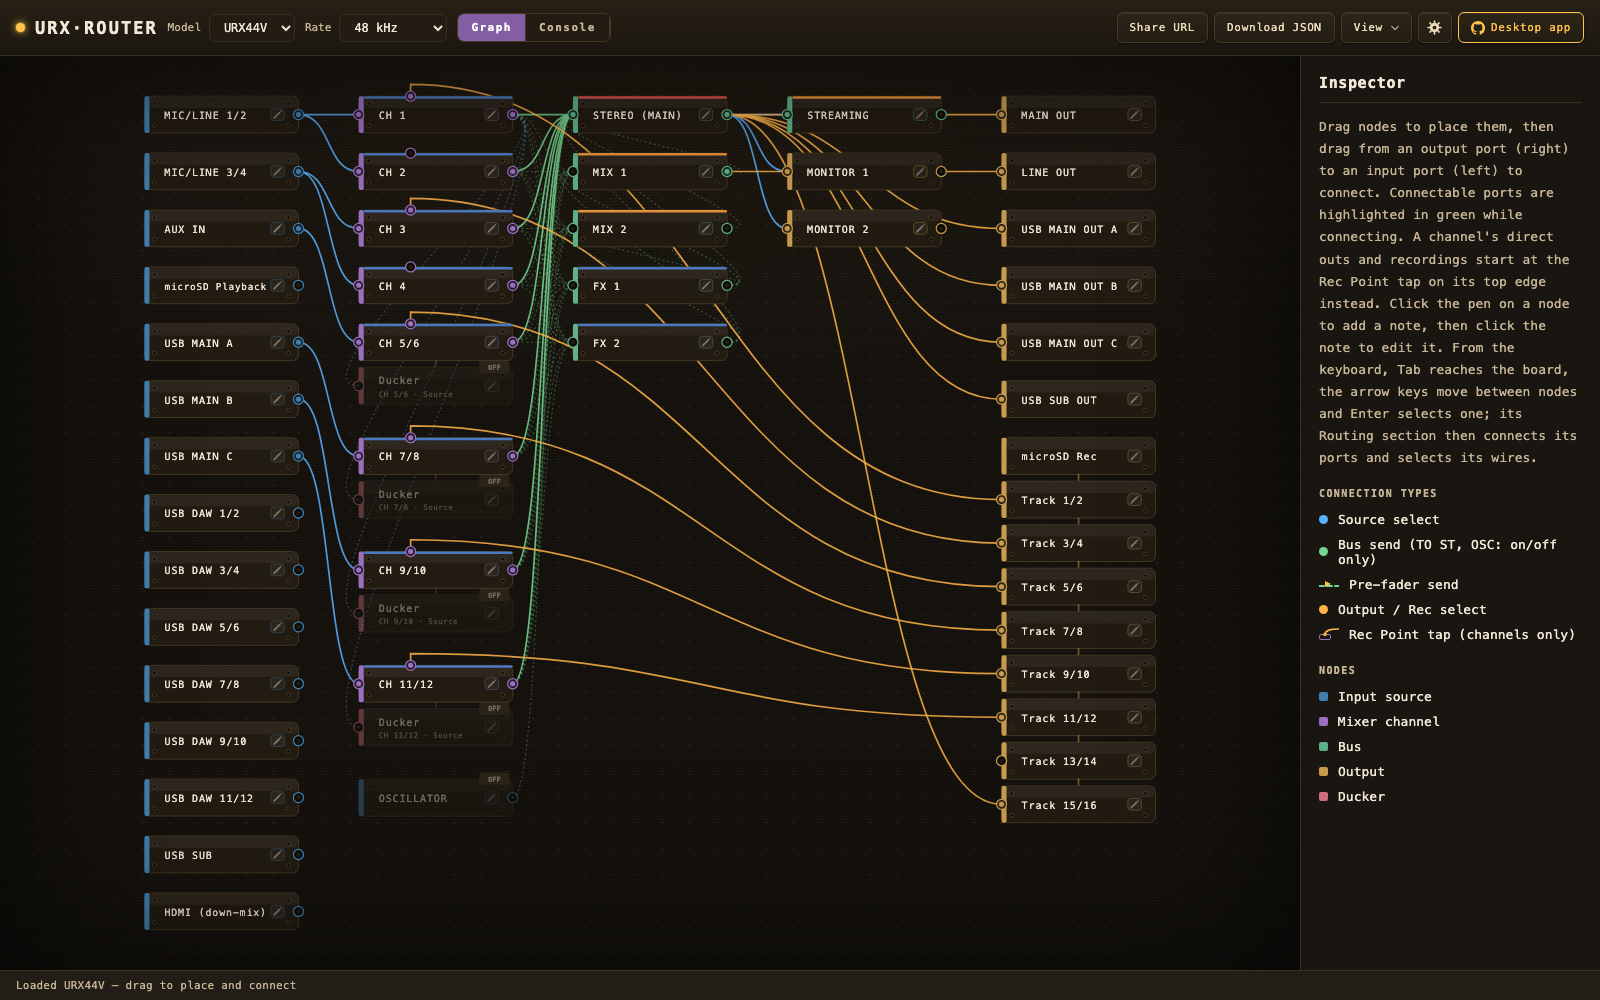 URX·ROUTER
Model
URX44V
Rate
48 kHz
Graph
Console
Share URL
Download JSON
View
Desktop app
MIC/LINE 1/2
MIC/LINE 3/4
AUX IN
microSD Playback
USB MAIN A
USB MAIN B
USB MAIN C
USB DAW 1/2
USB DAW 3/4
USB DAW 5/6
USB DAW 7/8
USB DAW 9/10
USB DAW 11/12
USB SUB
HDMI (down-mix)
CH 1
CH 2
CH 3
CH 4
CH 5/6
OFF
Ducker
CH 5/6 · Source
CH 7/8
OFF
Ducker
CH 7/8 · Source
CH 9/10
OFF
Ducker
CH 9/10 · Source
CH 11/12
OFF
Ducker
CH 11/12 · Source
OFF
OSCILLATOR
STEREO (MAIN)
MIX 1
MIX 2
FX 1
FX 2
STREAMING
MONITOR 1
MONITOR 2
MAIN OUT
LINE OUT
USB MAIN OUT A
USB MAIN OUT B
USB MAIN OUT C
USB SUB OUT
microSD Rec
Track 1/2
Track 3/4
Track 5/6
Track 7/8
Track 9/10
Track 11/12
Track 13/14
Track 15/16
Inspector
Drag nodes to place them, then
drag from an output port (right)
to an input port (left) to
connect. Connectable ports are
highlighted in green while
connecting. A channel's direct
outs and recordings start at the
Rec Point tap on its top edge
instead. Click the pen on a node
to add a note, then click the
note to edit it. From the
keyboard, Tab reaches the board,
the arrow keys move between nodes
and Enter selects one; its
Routing section then connects its
ports and selects its wires.
CONNECTION TYPES
Source select
Bus send (TO ST, OSC: on/off
only)
Pre-fader send
Output / Rec select
Rec Point tap (channels only)
NODES
Input source
Mixer channel
Bus
Output
Ducker
Loaded URX44V — drag to place and connect